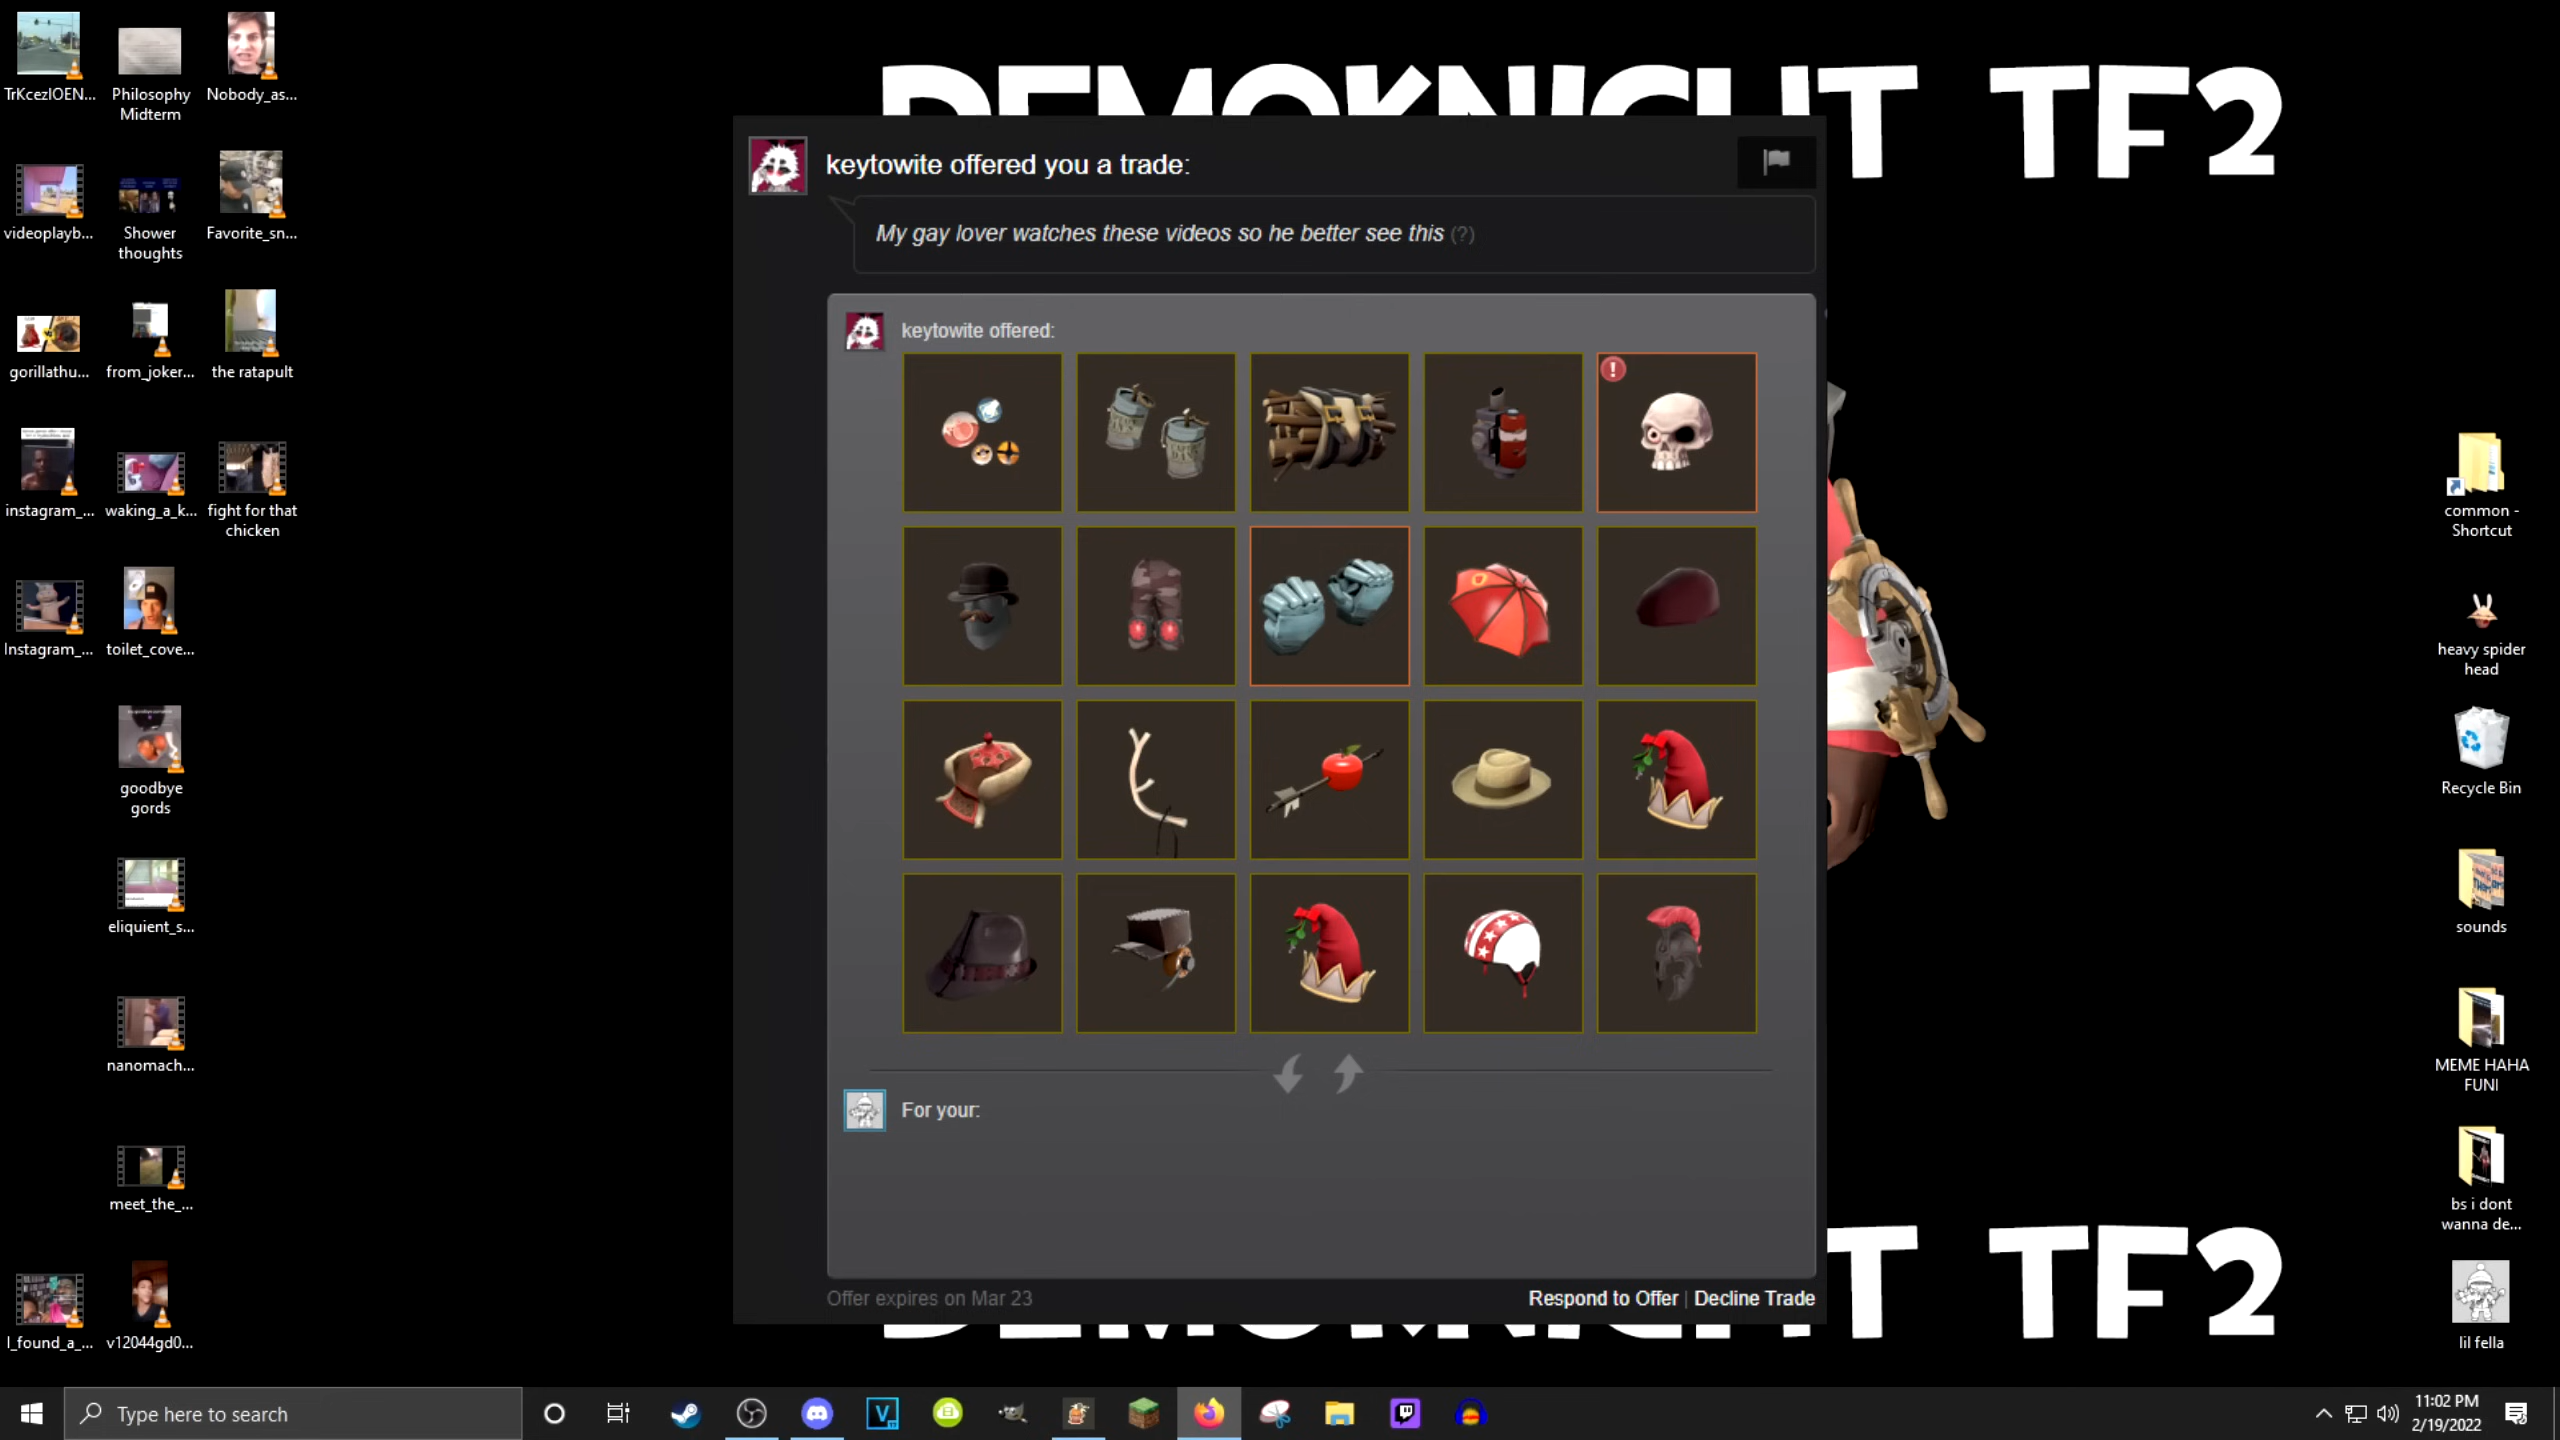 DEMOKNIGHT TF2
TrKcezIOEN...
Philosophy
Midterm
Nobody_as...
videoplayb...
Shower
thoughts
Favorite_sn...
gorillathu...
from_joker...
the ratapult
instagram_...
waking_a_k...
fight for that
chicken
Instagram_...
toilet_cove...
goodbye
gords
eliquient_s...
nanomach...
meet_the_...
I_found_a_...
v12044gd0...
keytowite offered you a trade:
My gay lover watches these videos so he better see this (?)
keytowite offered:
For your:
Offer expires on Mar 23
Respond to Offer | Decline Trade
common -
Shortcut
heavy spider
head
Recycle Bin
sounds
MEME HAHA
FUNI
bs i dont
wanna de...
lil fella
DEMOKNIGHT TF2
Type here to search
11:02 PM
2/19/2022